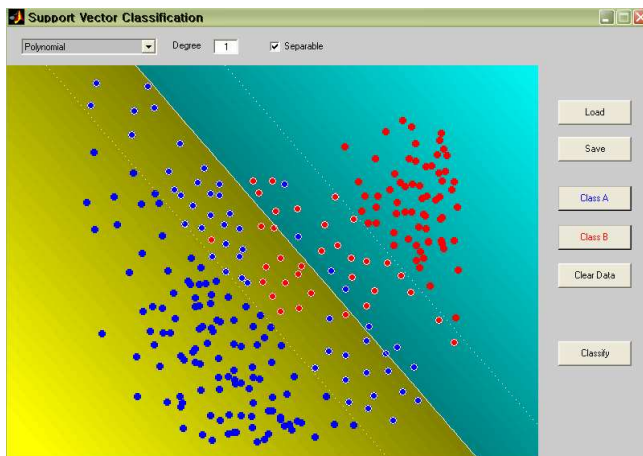 Support Vector Classification
Polynomial
Degree 1
Separable
Load
Save
Class A
Class B
Clear Data
Classify